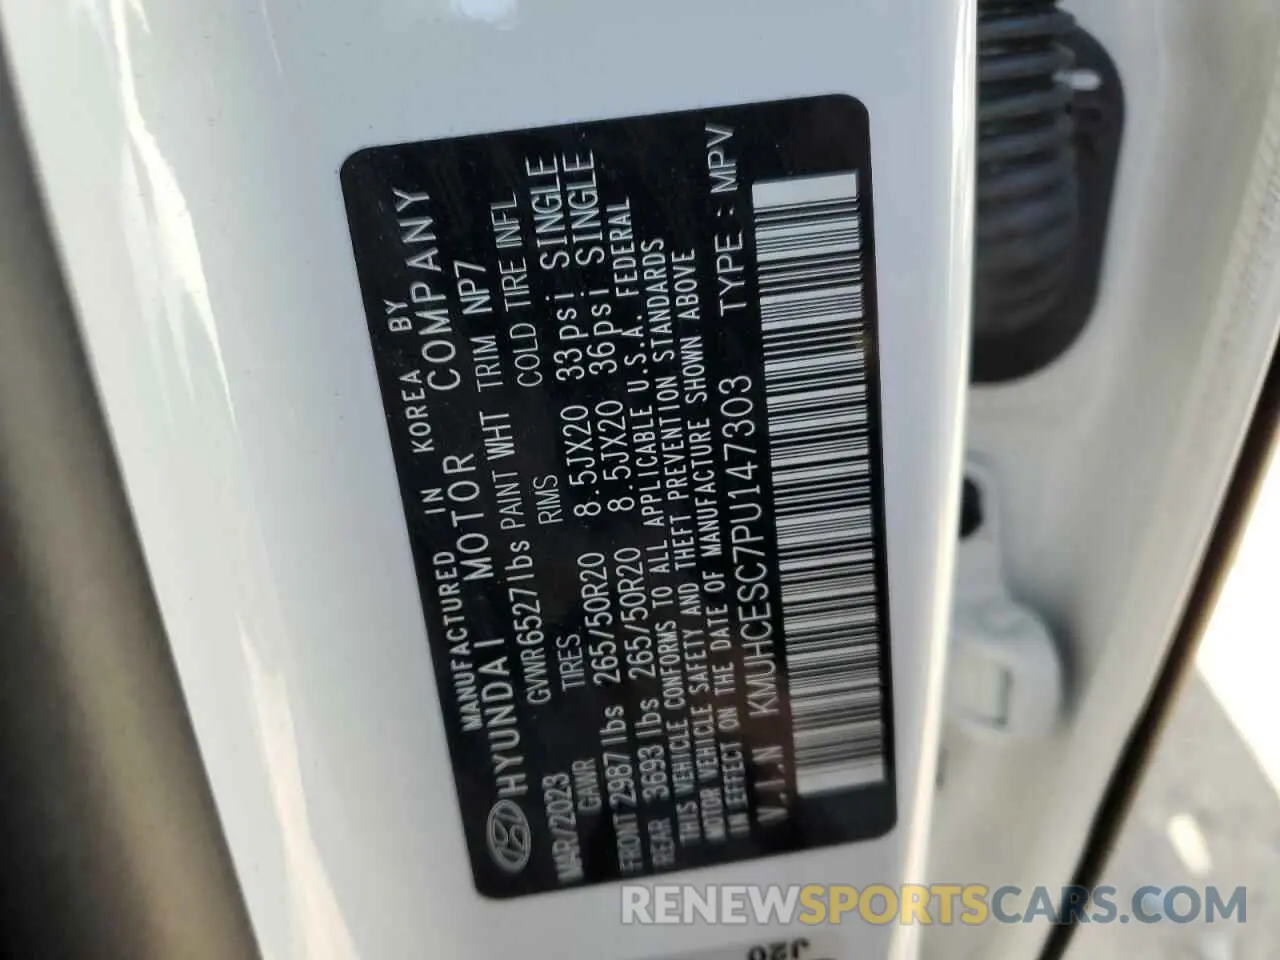 MANUFACTURED IN KOREA BY
HYUNDAI MOTOR COMPANY
MAR/2023 GVWR6527lbs PAINT WHT TRIM NP7
GAWR TIRES RIMS COLD TIRE INFL
FRONT 2987lbs 265/50R20 8.5JX20 33psi SINGLE
REAR 3693lbs 265/50R20 8.5JX20 36psi SINGLE
THIS VEHICLE CONFORMS TO ALL APPLICABLE U.S.A. FEDERAL
MOTOR VEHICLE SAFETY AND THEFT PREVENTION STANDARDS
IN EFFECT ON THE DATE OF MANUFACTURE SHOWN ABOVE
V.I.N KMUHCESC7PU147303 TYPE : MPV
J20
RENEWSPORTSCARS.COM